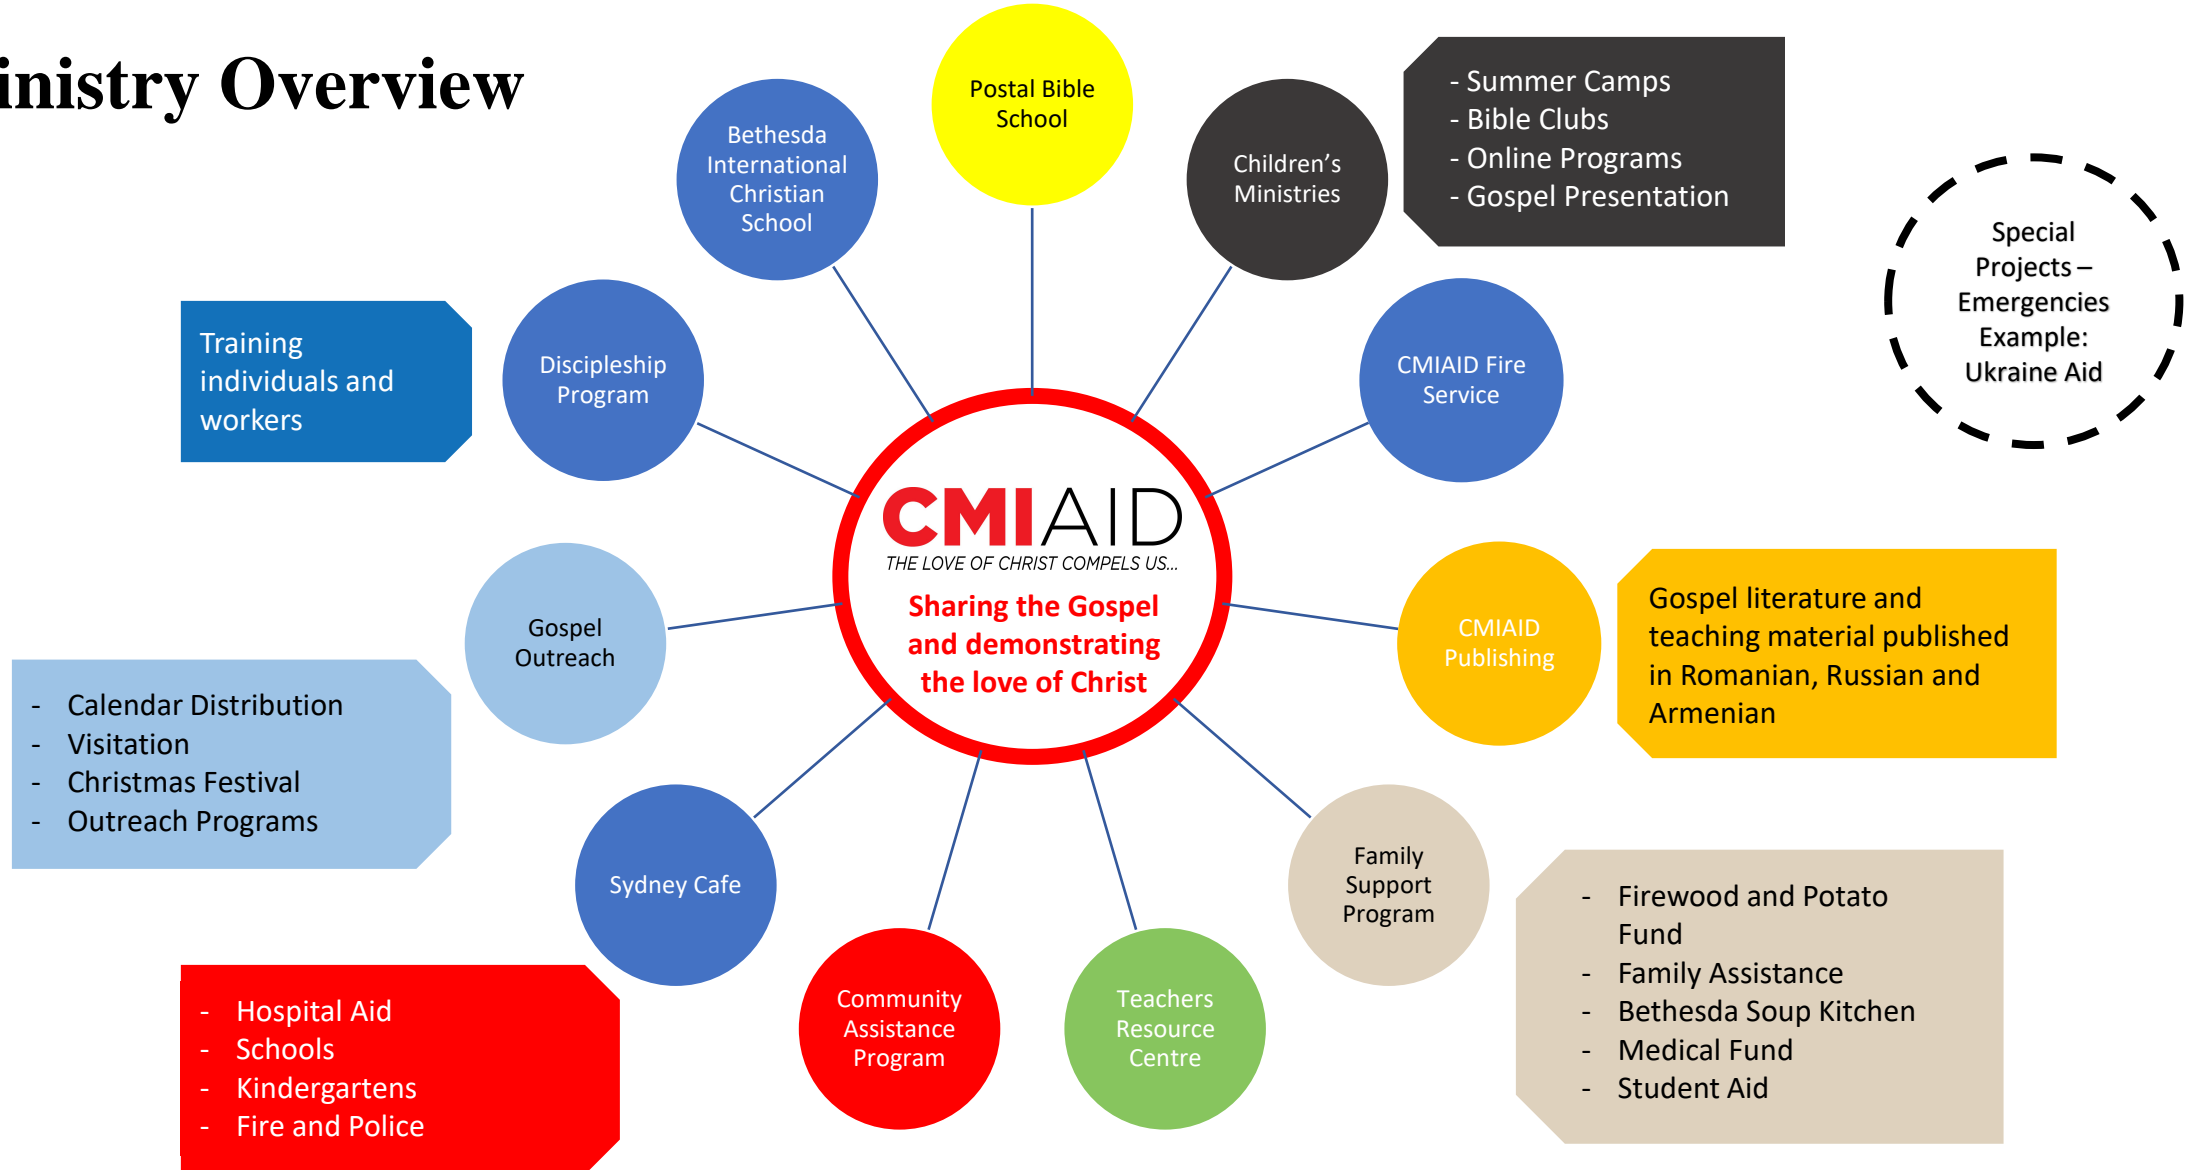 inistry Overview
Postal Bible
School
Bethesda
International
Christian
School
Children’s
Ministries
- Summer Camps
- Bible Clubs
- Online Programs
- Gospel Presentation
Special
Projects –
Emergencies
Example:
Ukraine Aid
Training
individuals and
workers
Discipleship
Program
CMIAID Fire
Service
CMIAID
THE LOVE OF CHRIST COMPELS US...
Sharing the Gospel
and demonstrating
the love of Christ
Gospel
Outreach
CMIAID
Publishing
Gospel literature and
teaching material published
in Romanian, Russian and
Armenian
- Calendar Distribution
- Visitation
- Christmas Festival
- Outreach Programs
Sydney Cafe
Family
Support
Program
- Firewood and Potato
Fund
- Family Assistance
- Bethesda Soup Kitchen
- Medical Fund
- Student Aid
- Hospital Aid
- Schools
- Kindergartens
- Fire and Police
Community
Assistance
Program
Teachers
Resource
Centre